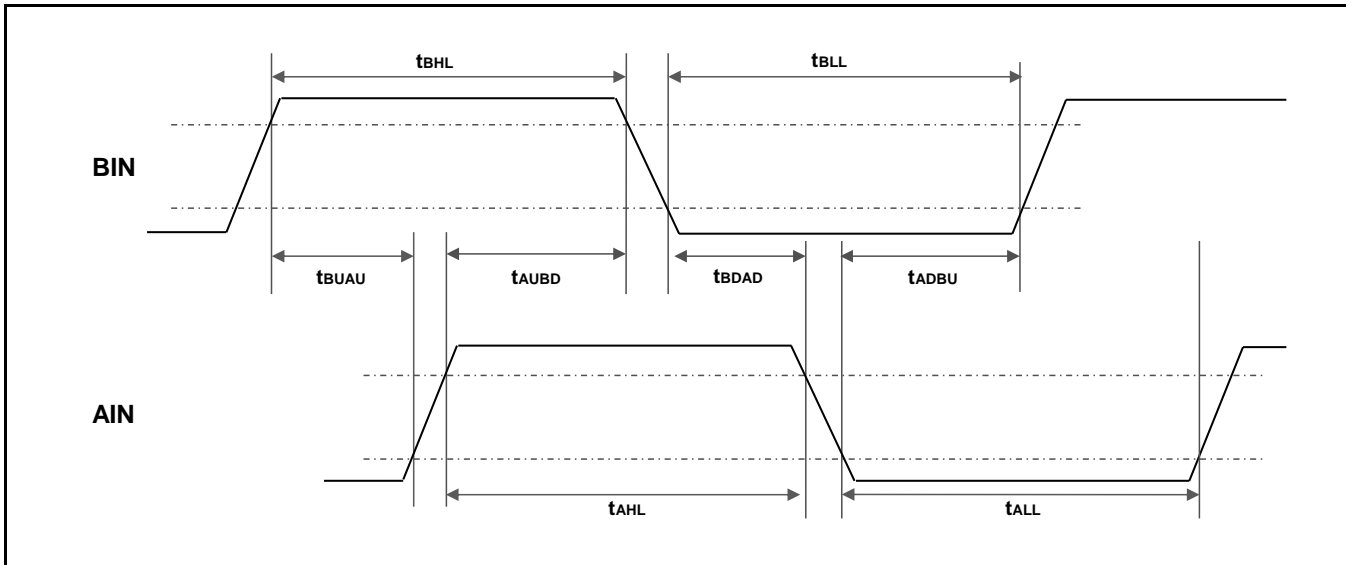 tBHL
tBLL
BIN
tBUAU
tAUBD
tBDAD
tADBU
AIN
tAHL
tALL